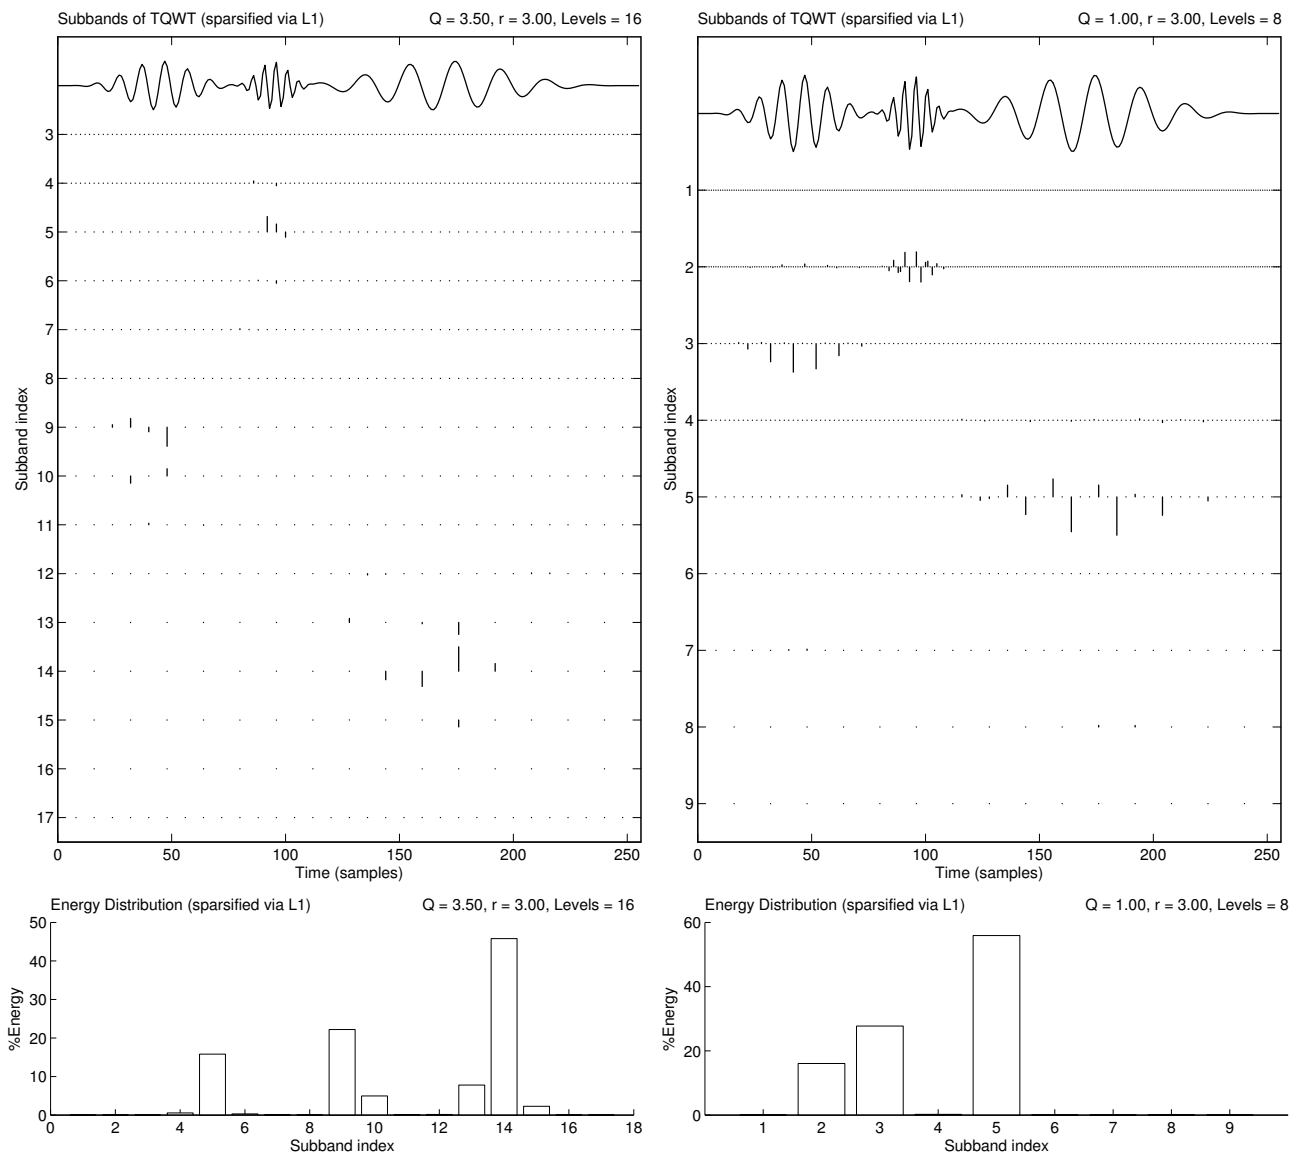 Subbands of TQWT (sparsified via L1) Q = 3.50, r = 3.00, Levels = 16
3
4
5
6
7
8
9
10
11
12
13
14
15
16
17
Subband index
0 50 100 150 200 250
Time (samples)
Subbands of TQWT (sparsified via L1) Q = 1.00, r = 3.00, Levels = 8
1
2
3
4
5
6
7
8
9
Subband index
0 50 100 150 200 250
Time (samples)
Energy Distribution (sparsified via L1) Q = 3.50, r = 3.00, Levels = 16
50
40
30
20
10
0
%Energy
0 2 4 6 8 10 12 14 16 18
Subband index
Energy Distribution (sparsified via L1) Q = 1.00, r = 3.00, Levels = 8
60
40
20
0
%Energy
1 2 3 4 5 6 7 8 9
Subband index